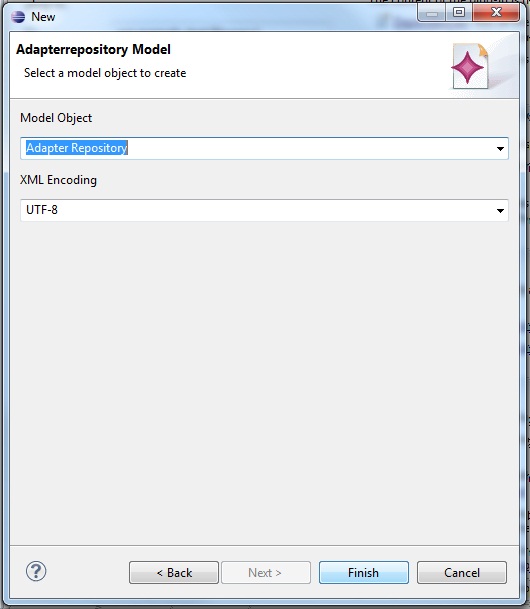 New
Adapterrepository Model
Select a model object to create
Model Object
Adapter Repository
XML Encoding
UTF-8
?
< Back
Next >
Finish
Cancel